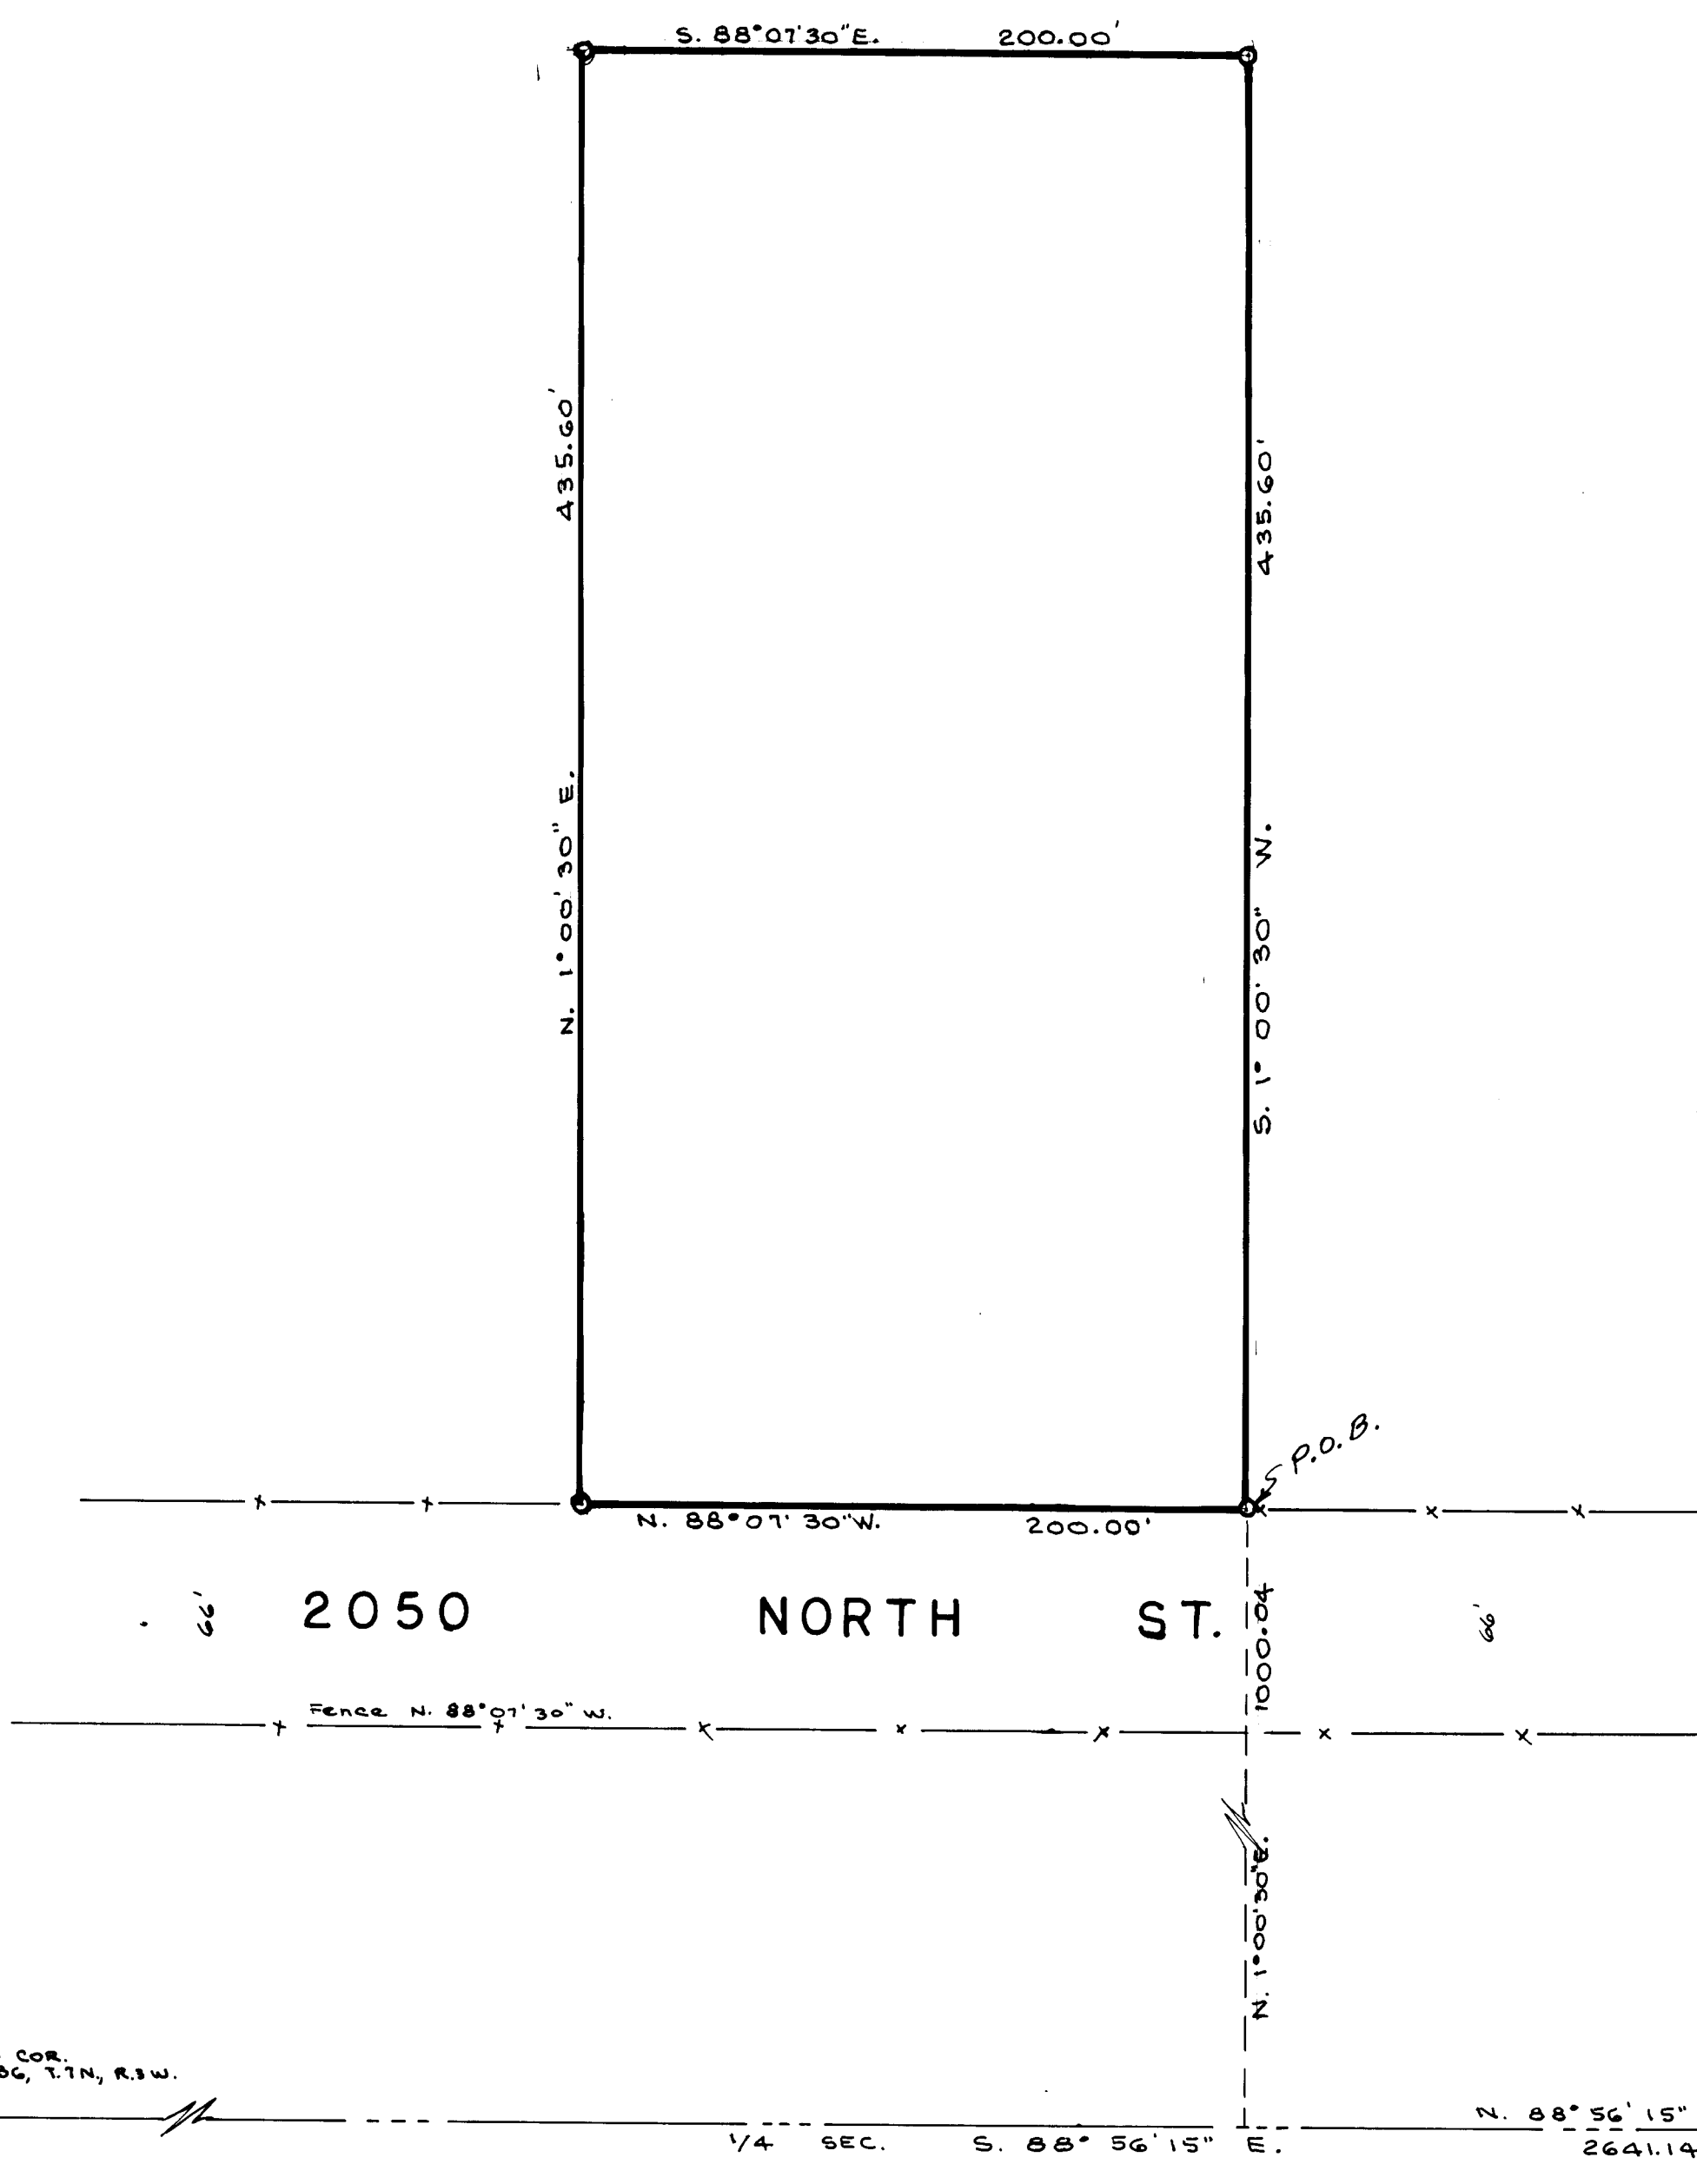 S. 88°07'30"E. 200.00'
435.60'
N. 1°00'30" E.
435.60'
S. 1° 00' 30" W.
P.O.B.
N. 88°07'30"W. 200.00'
66' 2050 NORTH ST. 66'
1000.04
Fence N. 88°07'30" W.
N. 1°00'30"E.
COR.
36, T.7N., R.3W.
N. 88°56'15"
1/4 SEC. S. 88° 56'15" E.
2641.14